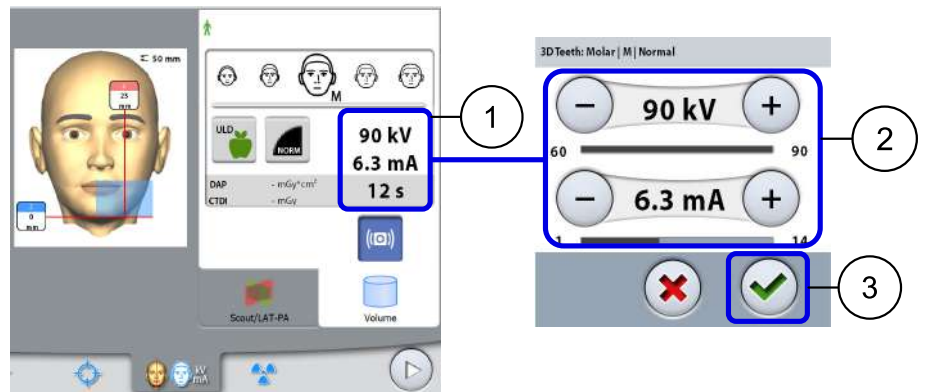 50 mm
25
mm
0
mm
M
ULD
NORM
90 kV
6.3 mA
12 s
DAP - mGy*cm²
CTDI - mGy
Scout/LAT-PA
Volume
kV
mA
1
3D Teeth: Molar | M | Normal
90 kV
60 90
6.3 mA
1 14
2
3